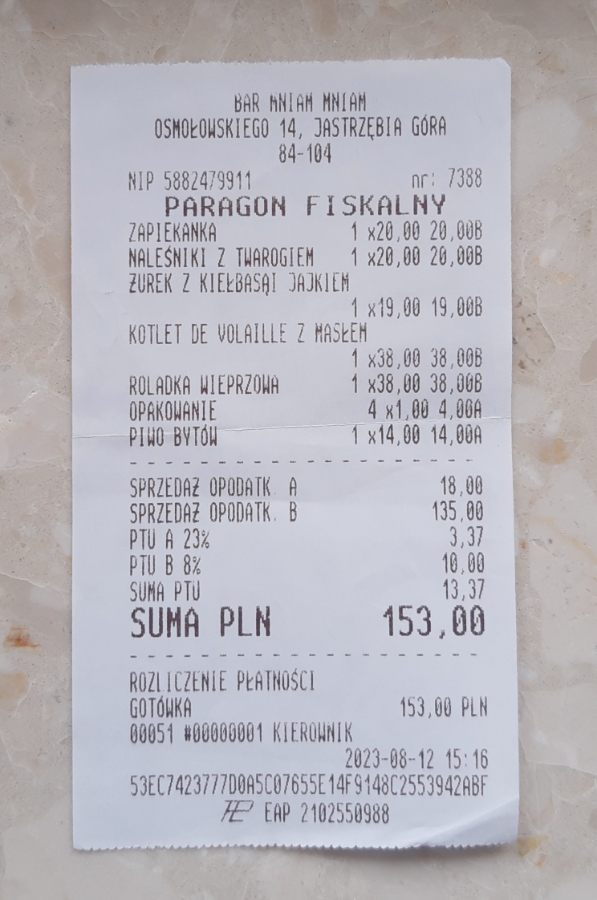 BAR MNIAM MNIAM
OSMOŁOWSKIEGO 14, JASTRZĘBIA GÓRA
84-104
NIP 5882479911 nr: 7388
PARAGON FISKALNY
ZAPIEKANKA 1 x20,00 20,00B
NALEŚNIKI Z TWAROGIEM 1 x20,00 20,00B
ŻUREK Z KIEŁBASĄI JAJKIEM
1 x19,00 19,00B
KOTLET DE VOLAILLE Z MASŁEM
1 x38,00 38,00B
ROLADKA WIEPRZOWA 1 x38,00 38,00B
OPAKOWANIE 4 x1,00 4,00A
PIWO BYTÓW 1 x14,00 14,00A
SPRZEDAŻ OPODATK. A 18,00
SPRZEDAŻ OPODATK. B 135,00
PTU A 23% 3,37
PTU B 8% 10,00
SUMA PTU 13,37
SUMA PLN 153,00
ROZLICZENIE PŁATNOŚCI
GOTÓWKA 153,00 PLN
00051 #00000001 KIEROWNIK
2023-08-12 15:16
53EC7423777D0A5C07655E14F9148C2553942ABF
EAP 2102550988